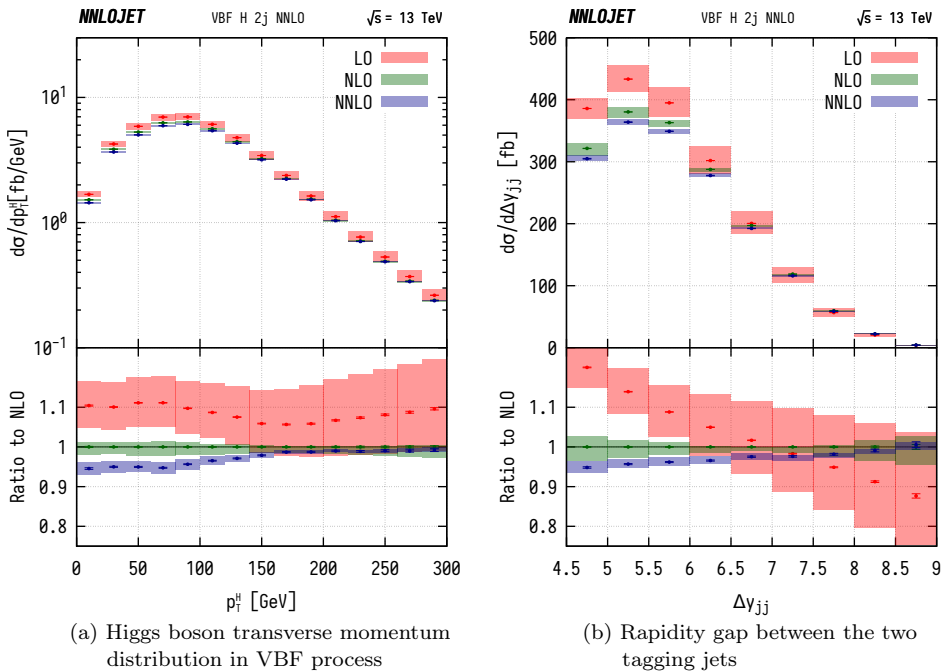 NNLOJET VBF H 2j NNLO √s = 13 TeV
LO
NLO
NNLO
dσ/dp_T^H [fb/GeV]
10^1
10^0
10^-1
Ratio to NLO
1.1
1
0.9
0.8
0 50 100 150 200 250 300
p_T^H [GeV]
(a) Higgs boson transverse momentum
distribution in VBF process
NNLOJET VBF H 2j NNLO √s = 13 TeV
LO
NLO
NNLO
dσ/dΔy_jj [fb]
500
400
300
200
100
0
Ratio to NLO
1.1
1
0.9
0.8
4.5 5 5.5 6 6.5 7 7.5 8 8.5 9
Δy_jj
(b) Rapidity gap between the two
tagging jets